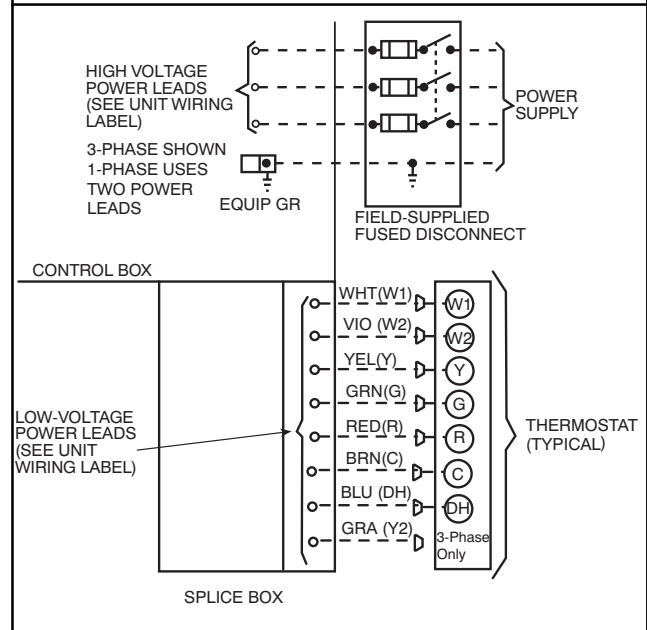 HIGH VOLTAGE
POWER LEADS
(SEE UNIT WIRING
LABEL)
POWER
SUPPLY
3-PHASE SHOWN
1-PHASE USES
TWO POWER
LEADS
EQUIP GR
FIELD-SUPPLIED
FUSED DISCONNECT
CONTROL BOX
WHT(W1)
W1
VIO (W2)
W2
YEL(Y)
Y
GRN(G)
G
RED(R)
R
BRN(C)
C
BLU (DH)
DH
GRA (Y2)
3-Phase
Only
LOW-VOLTAGE
POWER LEADS
(SEE UNIT
WIRING LABEL)
THERMOSTAT
(TYPICAL)
SPLICE BOX